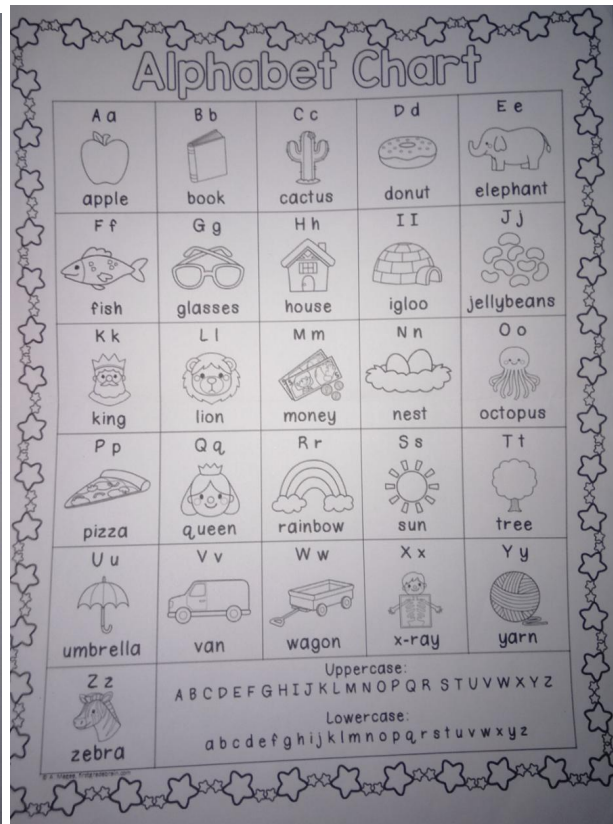 Alphabet Chart
A a B b C c D d E e
apple book cactus donut elephant
F f G g H h I I J j
fish glasses house igloo jellybeans
K k L l M m N n O o
king lion money nest octopus
P p Q q R r S s T t
pizza queen rainbow sun tree
U u V v W w X x Y y
umbrella van wagon x-ray yarn
Z z
zebra
Uppercase:
A B C D E F G H I J K L M N O P Q R S T U V W X Y Z
Lowercase:
a b c d e f g h i j k l m n o p q r s t u v w x y z